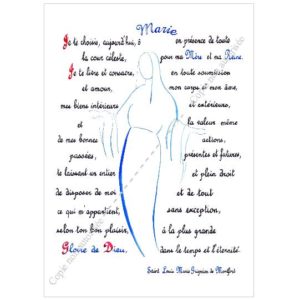 Marie
Je te choisis, aujourd'hui, ô en présence de toute
la cour céleste, pour ma Mère et ma Reine.
Je te livre et consacre, en toute soumission
et amour, mon corps et mon âme,
mes biens intérieurs et extérieurs,
et la valeur même
de mes bonnes actions,
passées, présentes et futures,
te laissant un entier et plein droit
de disposer de moi et de tout
ce qui m'appartient, sans exception,
selon ton bon plaisir, à la plus grande
Gloire de Dieu, dans le temps et l'éternité.
Saint Louis Marie Grignion de Montfort